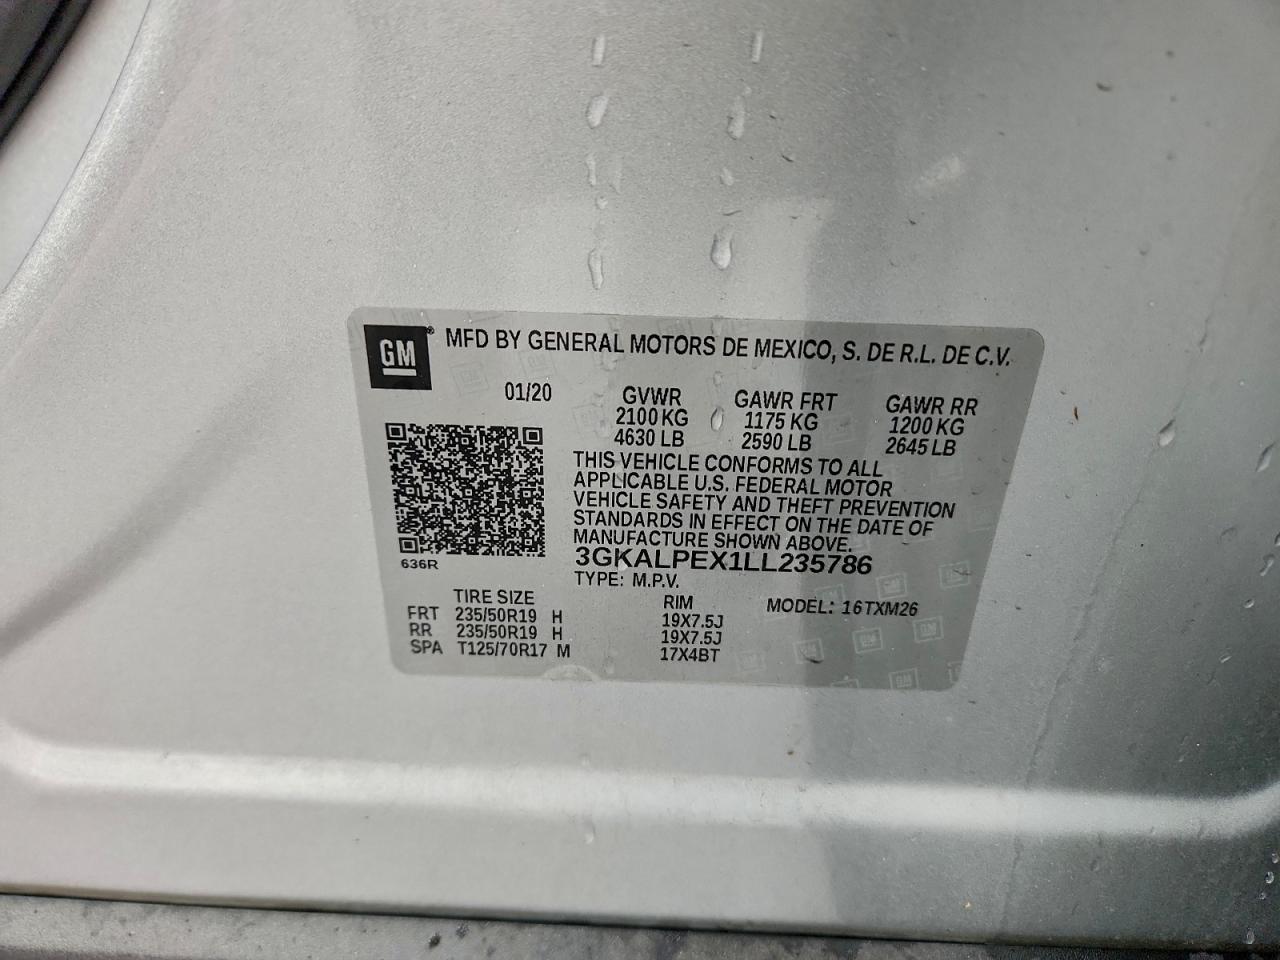 GM® MFD BY GENERAL MOTORS DE MEXICO, S. DE R.L. DE C.V.
01/20 GVWR GAWR FRT GAWR RR
2100 KG 1175 KG 1200 KG
4630 LB 2590 LB 2645 LB
THIS VEHICLE CONFORMS TO ALL
APPLICABLE U.S. FEDERAL MOTOR
VEHICLE SAFETY AND THEFT PREVENTION
STANDARDS IN EFFECT ON THE DATE OF
MANUFACTURE SHOWN ABOVE.
636R
3GKALPEX1LL235786
TYPE: M.P.V.
TIRE SIZE RIM MODEL: 16TXM26
FRT 235/50R19 H 19X7.5J
RR 235/50R19 H 19X7.5J
SPA T125/70R17 M 17X4BT